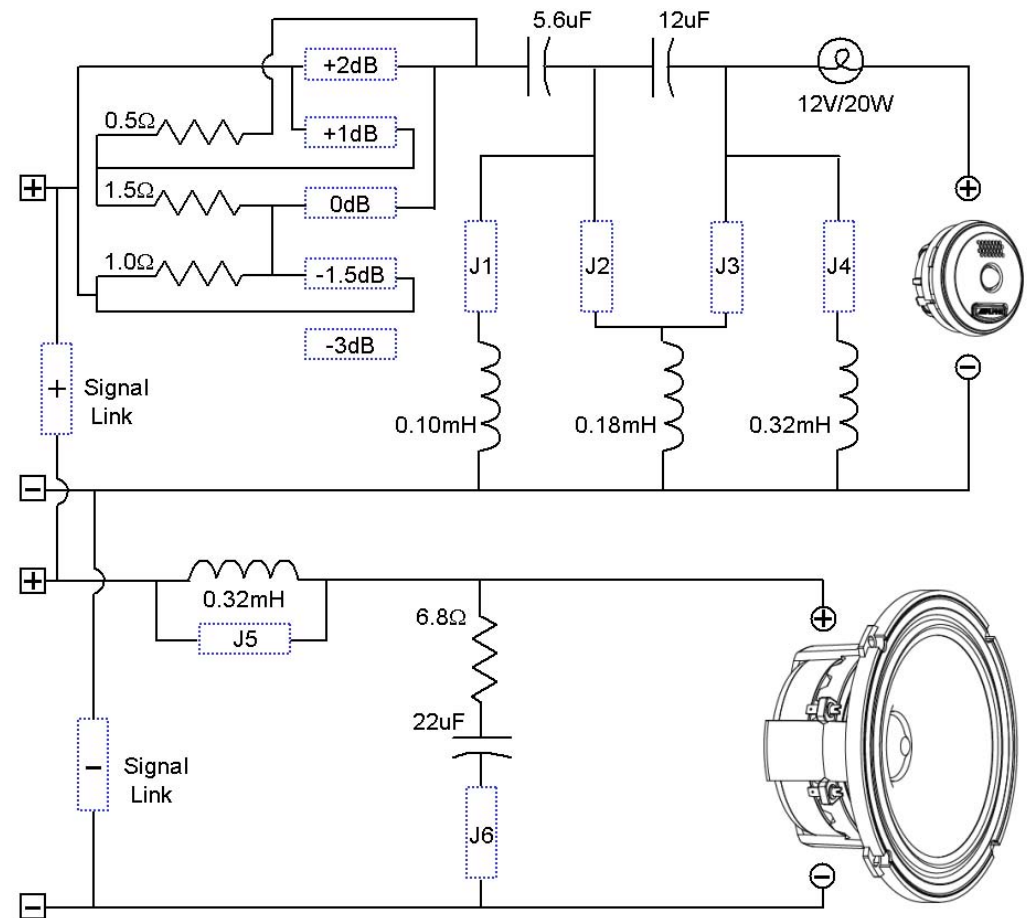 5.6uF
12uF
+2dB
12V/20W
0.5Ω
+1dB
+
1.5Ω
0dB
+
1.0Ω
-1.5dB
J1
J2
J3
J4
-3dB
+
Signal
Link
-
0.10mH
0.18mH
0.32mH
-
+
0.32mH
J5
6.8Ω
+
22uF
-
Signal
Link
J6
-
-